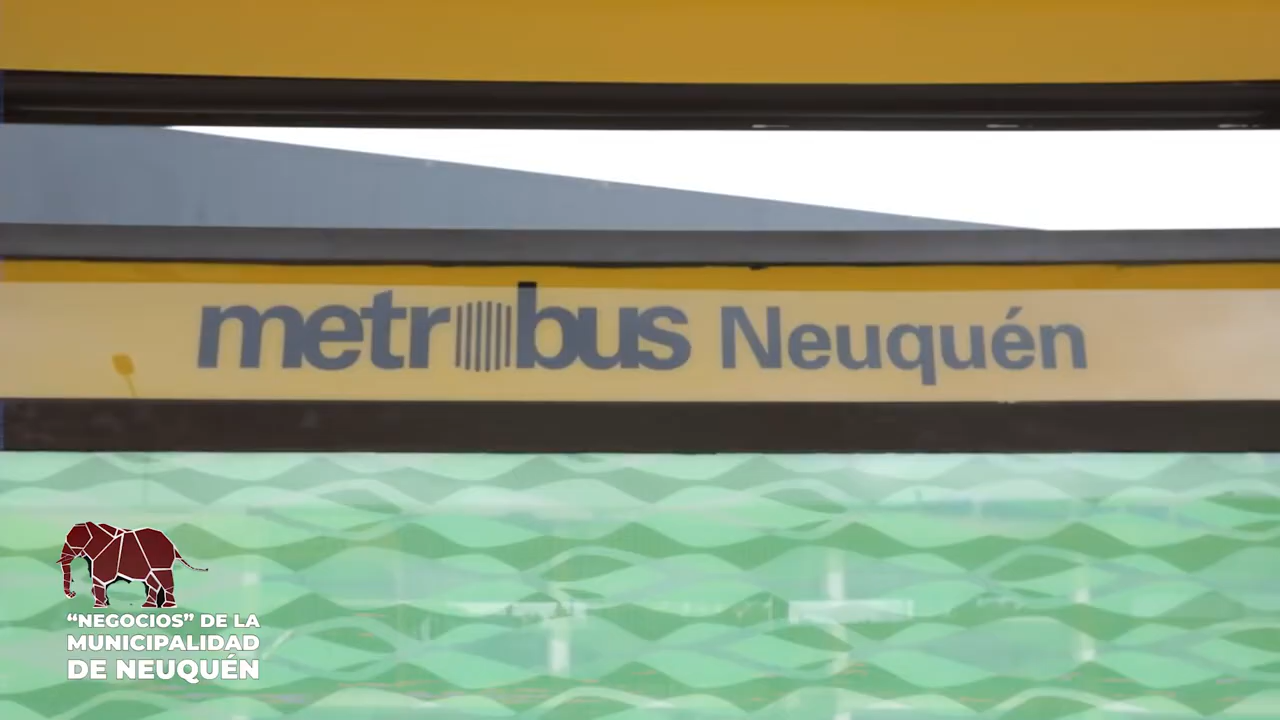 metrobus Neuquén
“NEGOCIOS” DE LA
MUNICIPALIDAD
DE NEUQUÉN